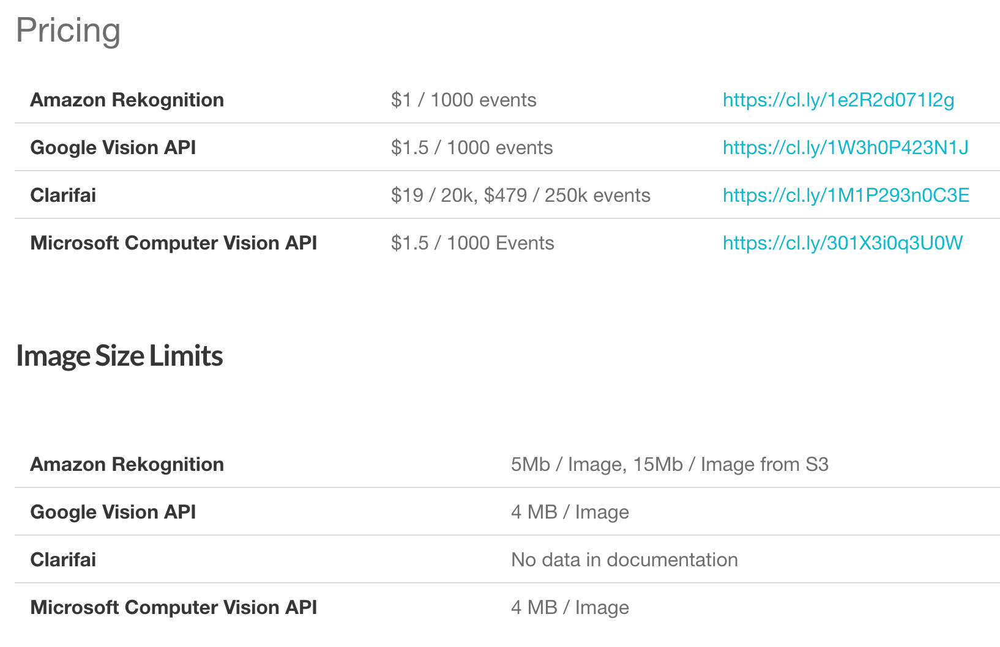 Pricing
Amazon Rekognition $1 / 1000 events https://cl.ly/1e2R2d071I2g
Google Vision API $1.5 / 1000 events https://cl.ly/1W3h0P423N1J
Clarifai $19 / 20k, $479 / 250k events https://cl.ly/1M1P293n0C3E
Microsoft Computer Vision API $1.5 / 1000 Events https://cl.ly/301X3i0q3U0W
Image Size Limits
Amazon Rekognition 5Mb / Image, 15Mb / Image from S3
Google Vision API 4 MB / Image
Clarifai No data in documentation
Microsoft Computer Vision API 4 MB / Image